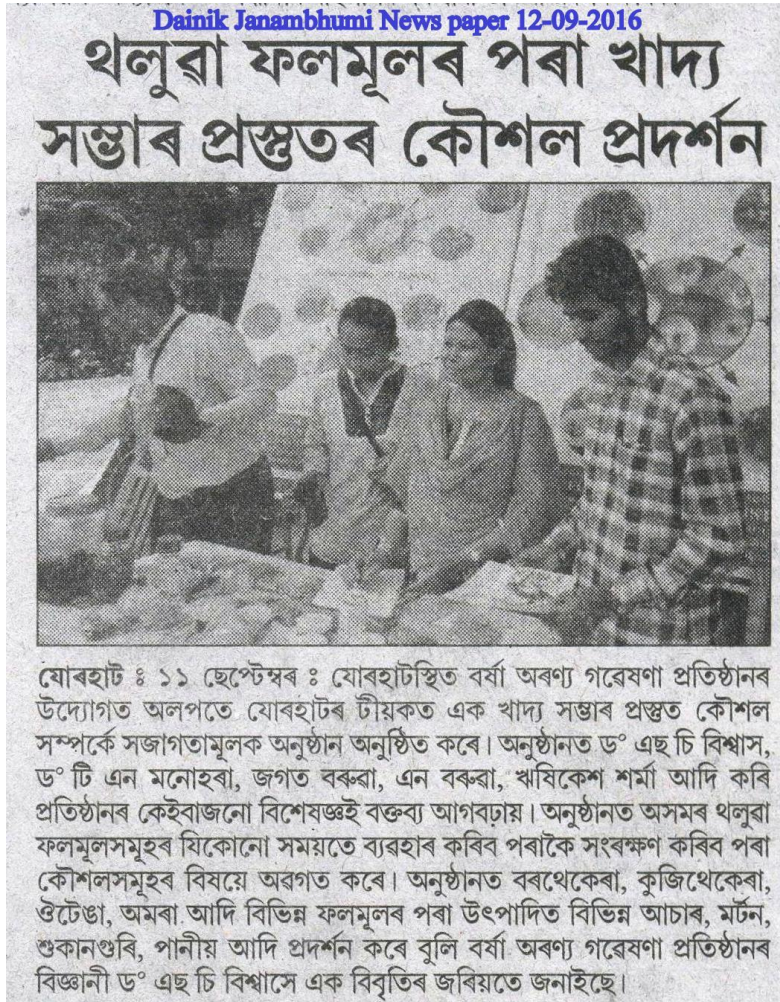 Dainik Janambhumi News paper 12-09-2016
থলুৱা ফলমূলৰ পৰা খাদ্য
সম্ভাৰ প্ৰস্তুতৰ কৌশল প্ৰদৰ্শন
যোৰহাট ঃ ১১ ছেপ্টেম্বৰ ঃ যোৰহাটস্থিত বৰ্ষা অৰণ্য গৱেষণা প্ৰতিষ্ঠানৰ
উদ্যোগত অলপতে যোৰহাটৰ টীয়কত এক খাদ্য সম্ভাৰ প্ৰস্তুত কৌশল
সম্পৰ্কে সজাগতামূলক অনুষ্ঠান অনুষ্ঠিত কৰে। অনুষ্ঠানত ড° এছ চি বিশ্বাস,
ড° টি এন মনোহৰা, জগত বৰুৱা, এন বৰুৱা, ঋষিকেশ শৰ্মা আদি কৰি
প্ৰতিষ্ঠানৰ কেইবাজনো বিশেষজ্ঞই বক্তব্য আগবঢ়ায়। অনুষ্ঠানত অসমৰ থলুৱা
ফলমূলসমূহৰ যিকোনো সময়তে ব্যৱহাৰ কৰিব পৰাকৈ সংৰক্ষণ কৰিব পৰা
কৌশলসমূহৰ বিষয়ে অৱগত কৰে। অনুষ্ঠানত বৰথেকেৰা, কুজিথেকেৰা,
ঔটেঙা, অমৰা আদি বিভিন্ন ফলমূলৰ পৰা উৎপাদিত বিভিন্ন আচাৰ, মৰ্টন,
শুকানগুৰি, পানীয় আদি প্ৰদৰ্শন কৰে বুলি বৰ্ষা অৰণ্য গৱেষণা প্ৰতিষ্ঠানৰ
বিজ্ঞানী ড° এছ চি বিশ্বাসে এক বিবৃতিৰ জৰিয়তে জনাইছে।